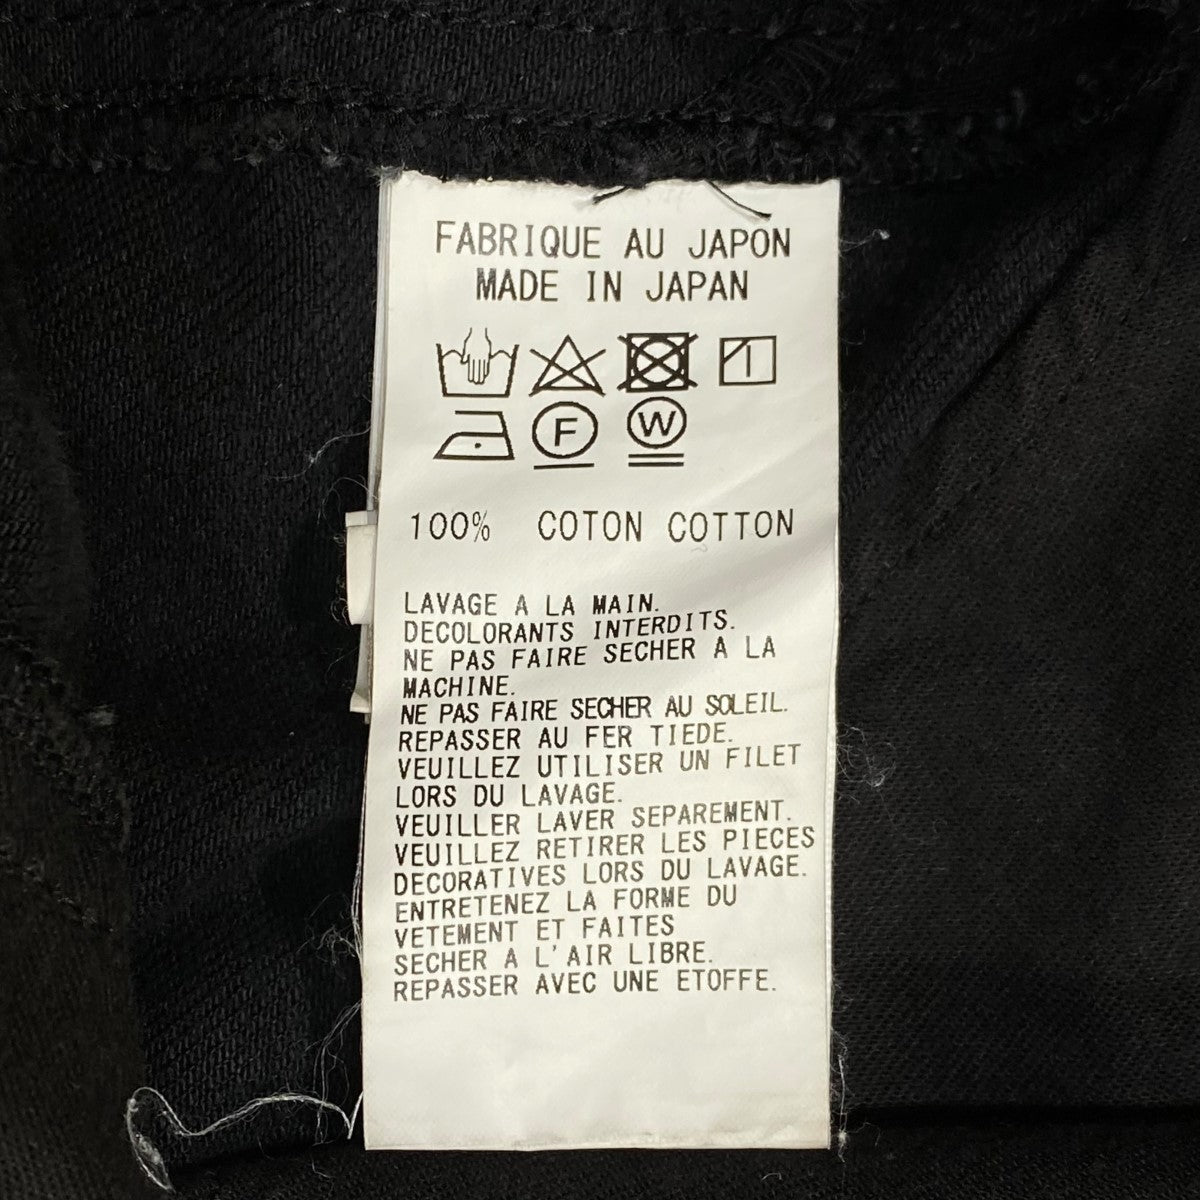 FABRIQUE AU JAPON
MADE IN JAPAN
F W
100% COTON COTTON
LAVAGE A LA MAIN.
DECOLORANTS INTERDITS.
NE PAS FAIRE SECHER A LA
MACHINE.
NE PAS FAIRE SECHER AU SOLEIL.
REPASSER AU FER TIEDE.
VEUILLEZ UTILISER UN FILET
LORS DU LAVAGE.
VEUILLER LAVER SEPAREMENT.
VEUILLEZ RETIRER LES PIECES
DECORATIVES LORS DU LAVAGE.
ENTRETENEZ LA FORME DU
VETEMENT ET FAITES
SECHER A L'AIR LIBRE.
REPASSER AVEC UNE ETOFFE.